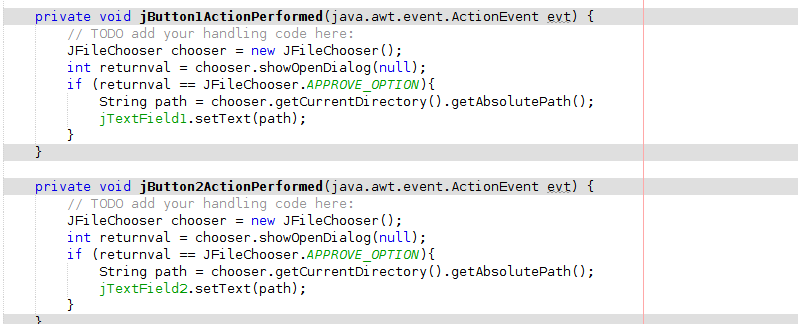 private void jButton1ActionPerformed(java.awt.event.ActionEvent evt) {
// TODO add your handling code here:
JFileChooser chooser = new JFileChooser();
int returnval = chooser.showOpenDialog(null);
if (returnval == JFileChooser.APPROVE_OPTION){
String path = chooser.getCurrentDirectory().getAbsolutePath();
jTextField1.setText(path);
}
}
private void jButton2ActionPerformed(java.awt.event.ActionEvent evt) {
// TODO add your handling code here:
JFileChooser chooser = new JFileChooser();
int returnval = chooser.showOpenDialog(null);
if (returnval == JFileChooser.APPROVE_OPTION){
String path = chooser.getCurrentDirectory().getAbsolutePath();
jTextField2.setText(path);
}
}